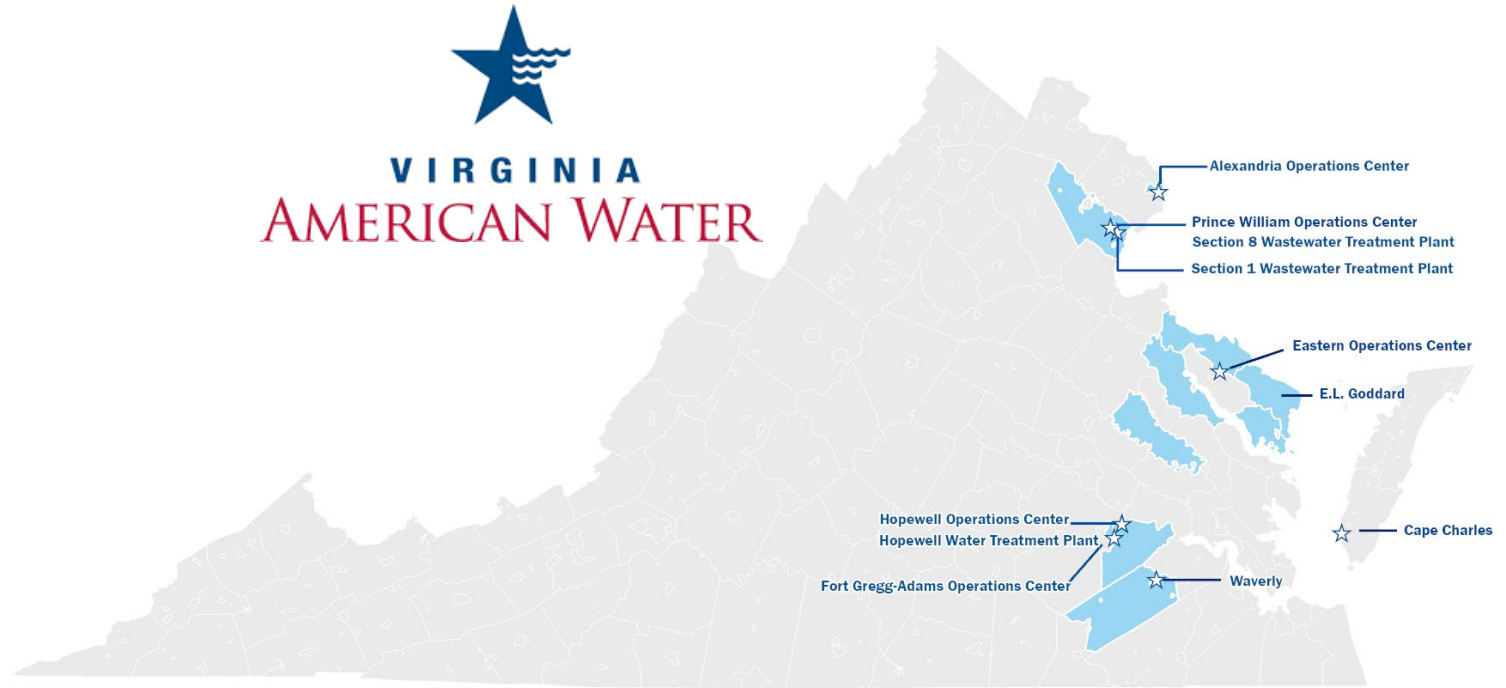 VIRGINIA
AMERICAN WATER
Alexandria Operations Center
Prince William Operations Center
Section 8 Wastewater Treatment Plant
Section 1 Wastewater Treatment Plant
Eastern Operations Center
E.L. Goddard
Hopewell Operations Center
Hopewell Water Treatment Plant
Cape Charles
Fort Gregg-Adams Operations Center
Waverly